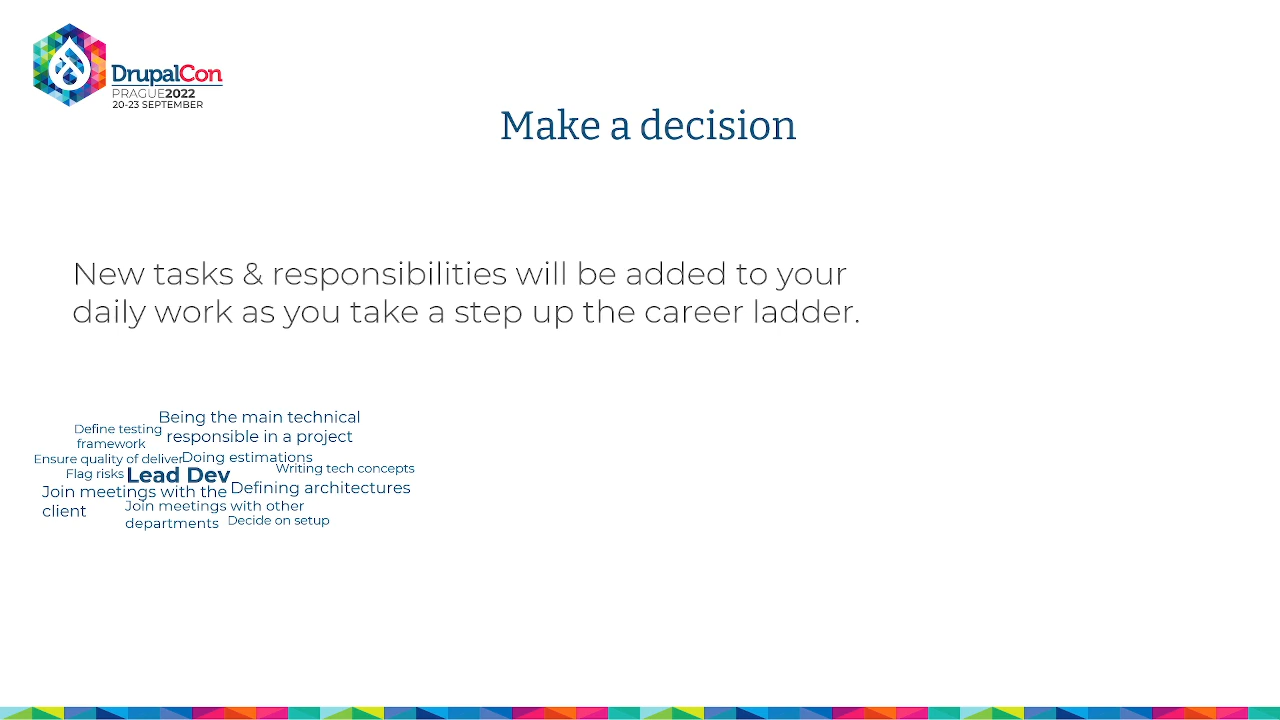 DrupalCon
PRAGUE2022
20-23 SEPTEMBER
Make a decision
New tasks & responsibilities will be added to your
daily work as you take a step up the career ladder.
Being the main technical
responsible in a project
Define testing
framework
Ensure quality of deliver
Doing estimations
Writing tech concepts
Flag risks
Lead Dev
Join meetings with the
client
Defining architectures
Join meetings with other
departments
Decide on setup